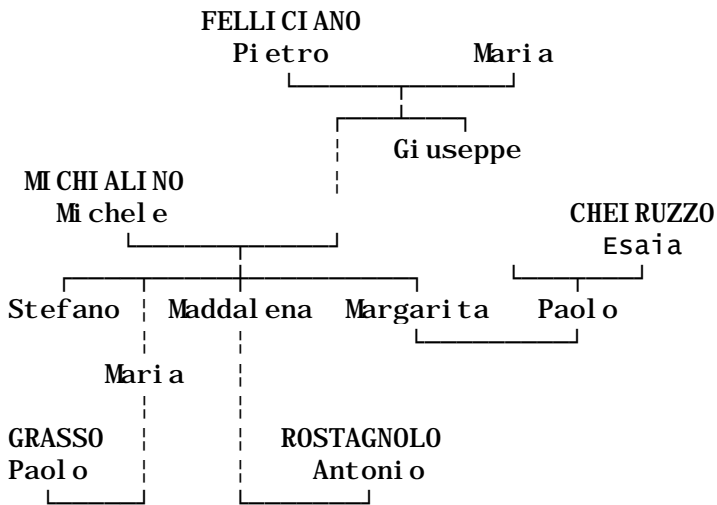 FELLICIANO
Pietro Maria
Giuseppe
MICHIALINO
Michele CHEIRUZZO
Esaia
Stefano Maddalena Margarita Paolo
Maria
GRASSO ROSTAGNOLO
Paolo Antonio